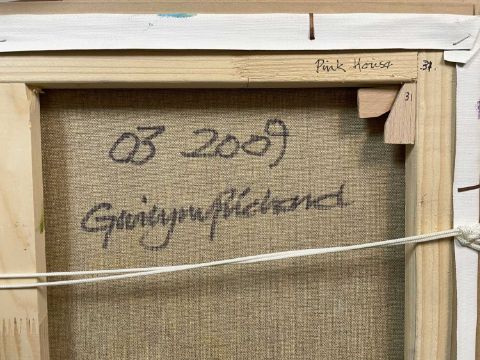 Pink House 31.
31
03 2009
Gwilym Prichard